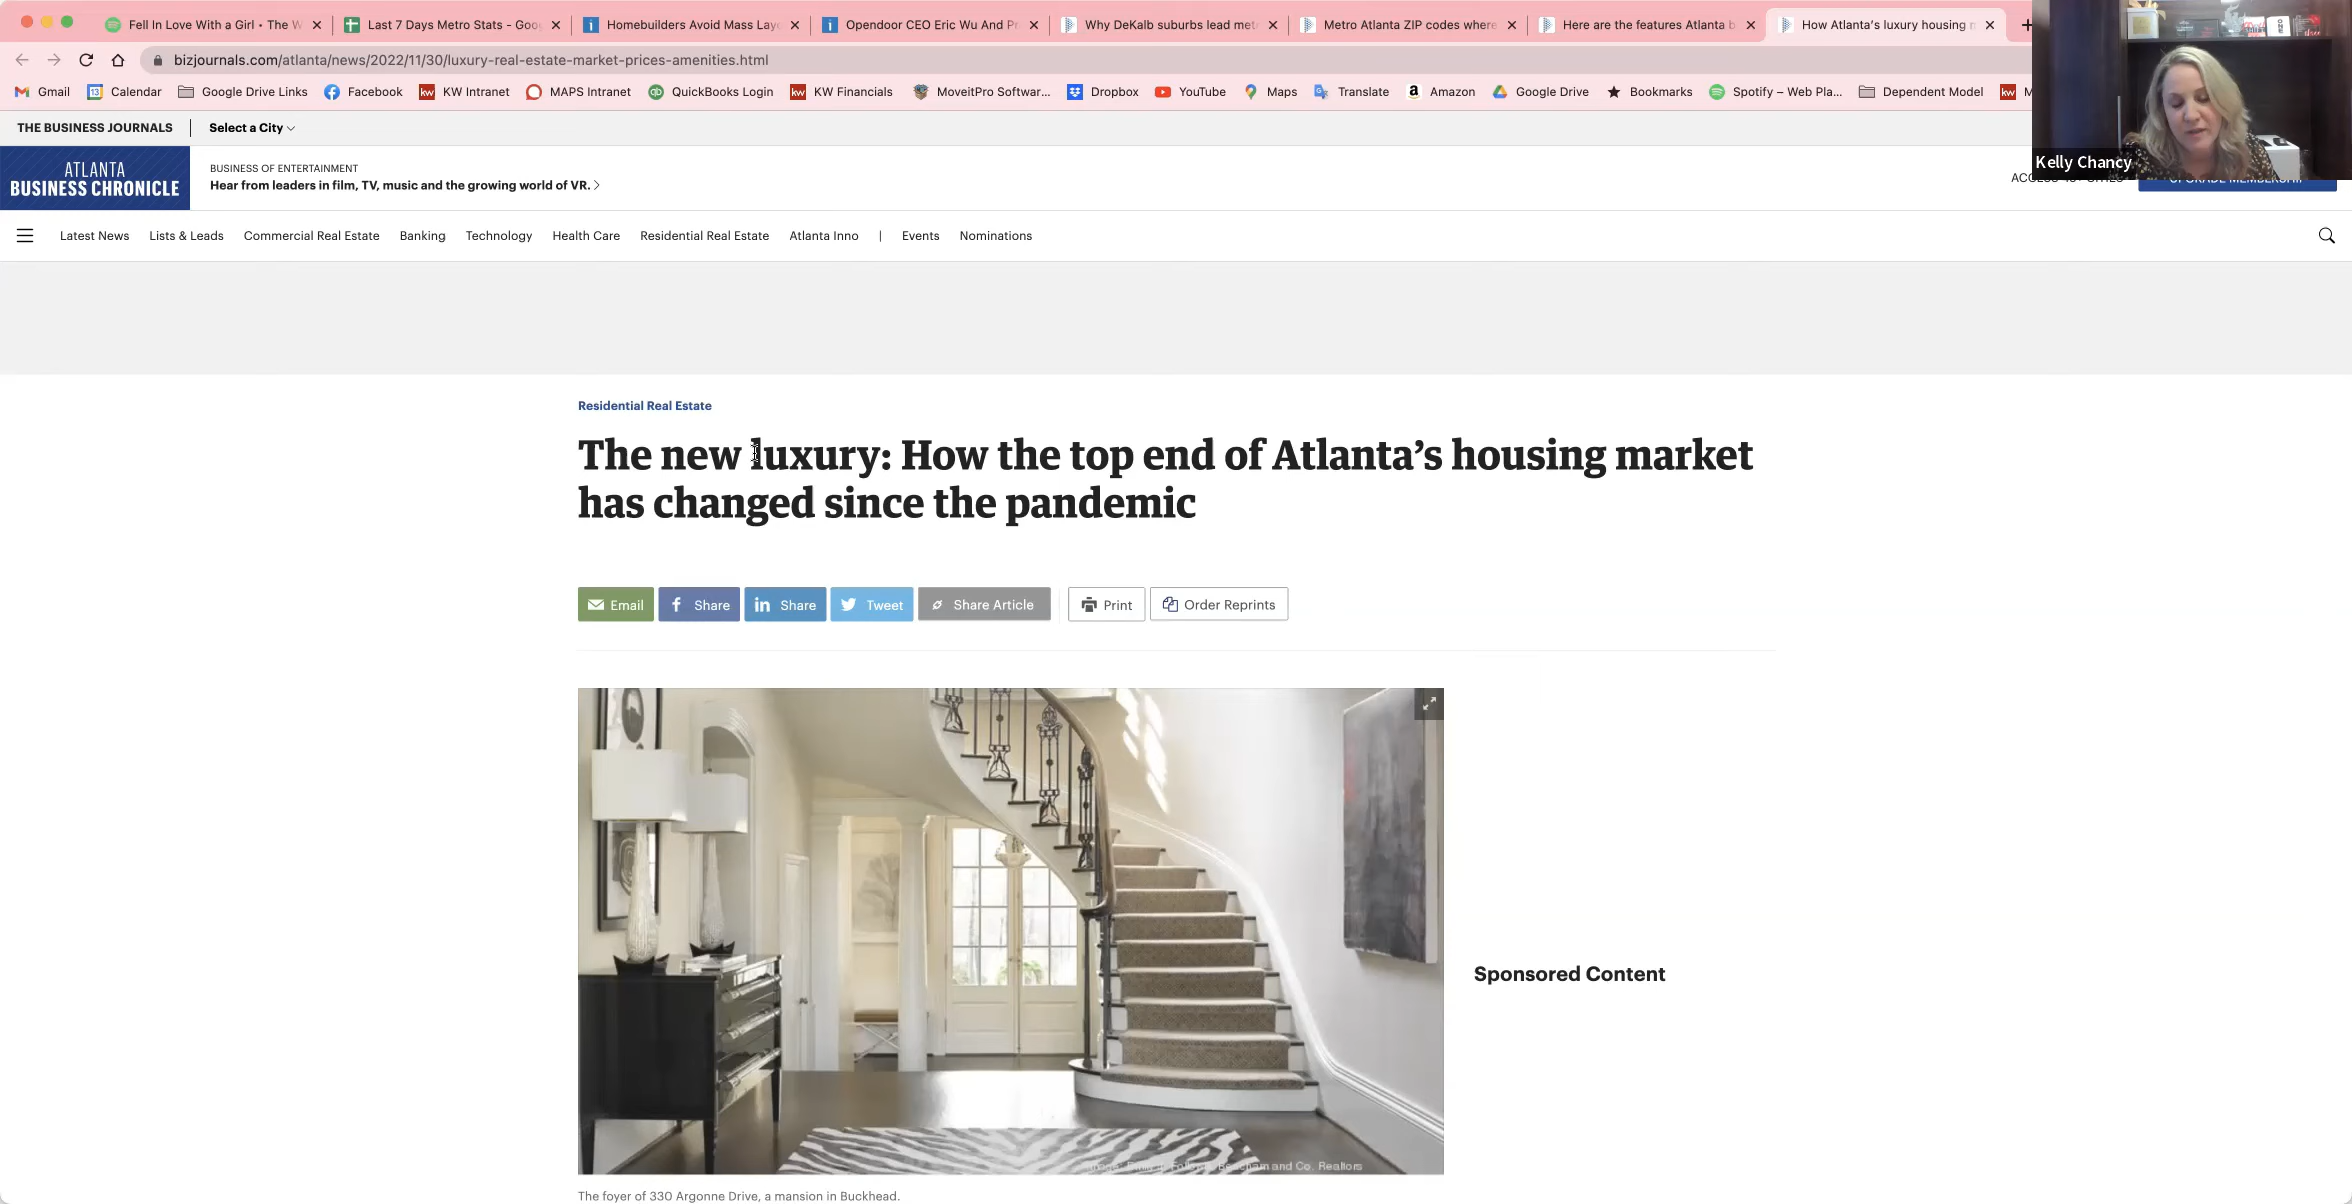 Fell In Love With a Girl • The W
Last 7 Days Metro Stats - Goo
Homebuilders Avoid Mass Layo
Opendoor CEO Eric Wu And Pr
Why DeKalb suburbs lead metr
Metro Atlanta ZIP codes where
Here are the features Atlanta b
How Atlanta's luxury housing m
bizjournals.com/atlanta/news/2022/11/30/luxury-real-estate-market-prices-amenities.html
Gmail
Calendar
Google Drive Links
Facebook
KW Intranet
MAPS Intranet
QuickBooks Login
KW Financials
MoveitPro Softwar...
Dropbox
YouTube
Maps
Translate
Amazon
Google Drive
Bookmarks
Spotify – Web Pla...
Dependent Model
M
THE BUSINESS JOURNALS
Select a City
Kelly Chancy
ATLANTA
BUSINESS CHRONICLE
BUSINESS OF ENTERTAINMENT
Hear from leaders in film, TV, music and the growing world of VR.
UPGRADE MEMBERSHIP
Latest News
Lists & Leads
Commercial Real Estate
Banking
Technology
Health Care
Residential Real Estate
Atlanta Inno
|
Events
Nominations
Residential Real Estate
The new luxury: How the top end of Atlanta’s housing market
has changed since the pandemic
Email
Share
Share
Tweet
Share Article
Print
Order Reprints
Sponsored Content
Beacham and Co. Realtors
The foyer of 330 Argonne Drive, a mansion in Buckhead.